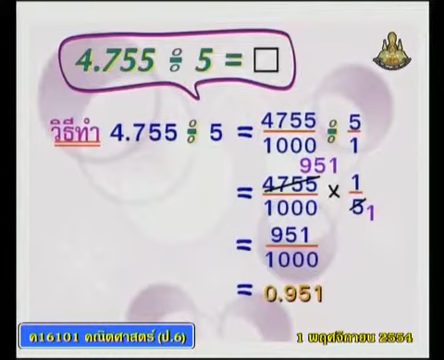 4.755 ÷ 5 = □
วิธีทำ 4.755 ÷ 5 = 4755/1000 ÷ 5/1
951
= 4755/1000 × 1/5 1
= 951/1000
= 0.951
ค16101 คณิตศาสตร์ (ป.6)
1 พฤศจิกายน 2554